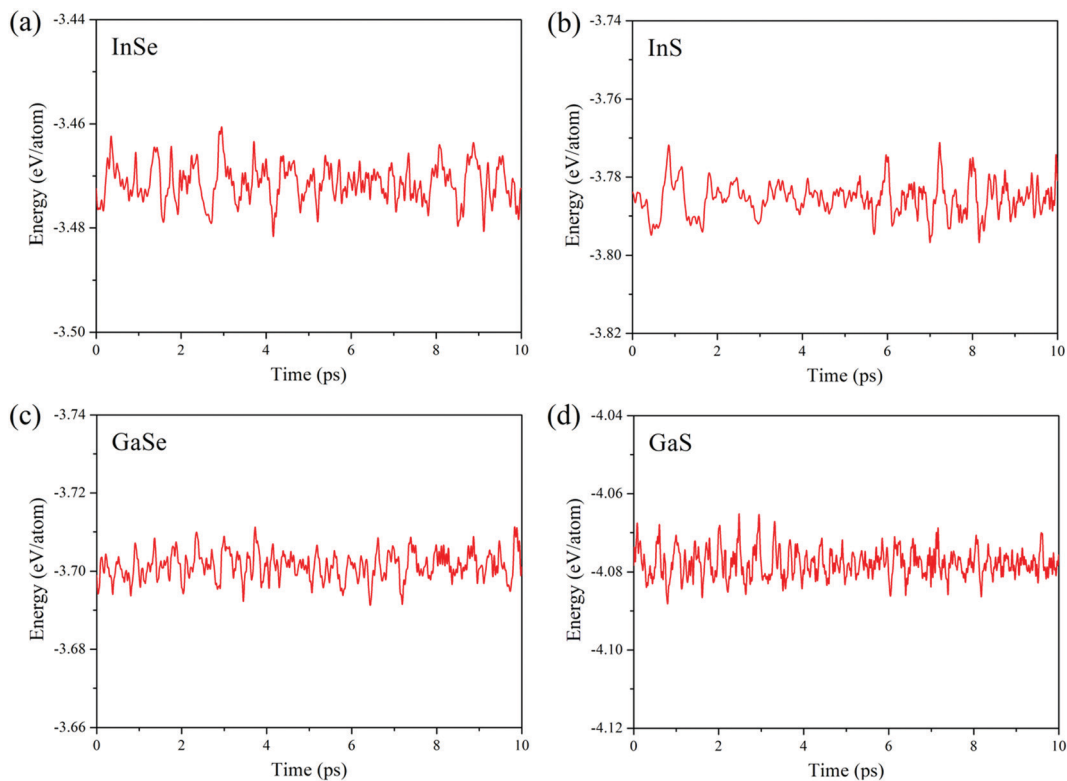 (a)
InSe
Energy (eV/atom)
-3.44
-3.46
-3.48
-3.50
0 2 4 6 8 10
Time (ps)
(b)
InS
Energy (eV/atom)
-3.74
-3.76
-3.78
-3.80
-3.82
0 2 4 6 8 10
Time (ps)
(c)
GaSe
Energy (eV/atom)
-3.74
-3.72
-3.70
-3.68
-3.66
0 2 4 6 8 10
Time (ps)
(d)
GaS
Energy (eV/atom)
-4.04
-4.06
-4.08
-4.10
-4.12
0 2 4 6 8 10
Time (ps)